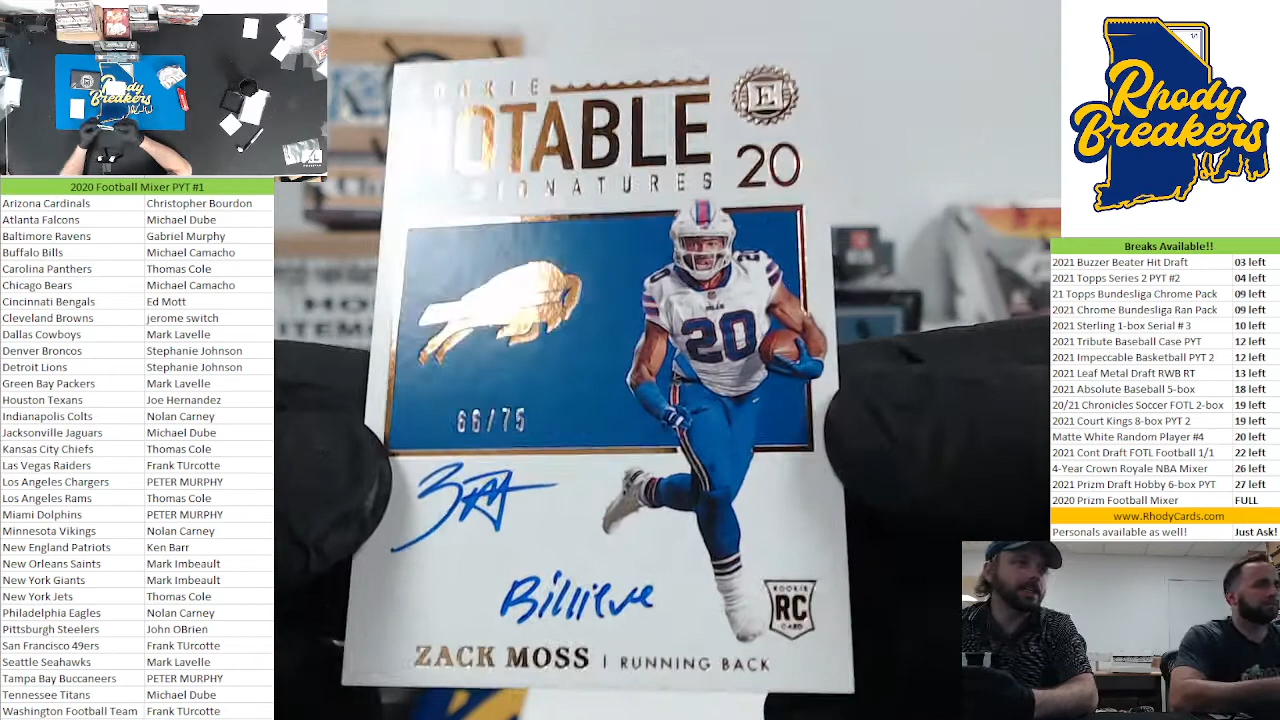 2020 Football Mixer PYT #1
Arizona Cardinals Christopher Bourdon
Atlanta Falcons Michael Dube
Baltimore Ravens Gabriel Murphy
Buffalo Bills Michael Camacho
Carolina Panthers Thomas Cole
Chicago Bears Michael Camacho
Cincinnati Bengals Ed Mott
Cleveland Browns jerome switch
Dallas Cowboys Mark Lavelle
Denver Broncos Stephanie Johnson
Detroit Lions Stephanie Johnson
Green Bay Packers Mark Lavelle
Houston Texans Joe Hernandez
Indianapolis Colts Nolan Carney
Jacksonville Jaguars Michael Dube
Kansas City Chiefs Thomas Cole
Las Vegas Raiders Frank TUrcotte
Los Angeles Chargers PETER MURPHY
Los Angeles Rams Thomas Cole
Miami Dolphins PETER MURPHY
Minnesota Vikings Nolan Carney
New England Patriots Ken Barr
New Orleans Saints Mark Imbeault
New York Giants Mark Imbeault
New York Jets Thomas Cole
Philadelphia Eagles Nolan Carney
Pittsburgh Steelers John OBrien
San Francisco 49ers Frank TUrcotte
Seattle Seahawks Mark Lavelle
Tampa Bay Buccaneers PETER MURPHY
Tennessee Titans Michael Dube
Washington Football Team Frank TUrcotte
Rhody
Breakers
OTABLE
E
20
20
66/75
Billieve
ROOKIE
RC
CARD
ZACK MOSS | RUNNING BACK
Rhody
Breakers
Breaks Available!!
2021 Buzzer Beater Hit Draft 03 left
2021 Topps Series 2 PYT #2 04 left
21 Topps Bundesliga Chrome Pack 09 left
2021 Chrome Bundesliga Ran Pack 09 left
2021 Sterling 1-box Serial # 3 10 left
2021 Tribute Baseball Case PYT 12 left
2021 Impeccable Basketball PYT 2 12 left
2021 Leaf Metal Draft RWB RT 13 left
2021 Absolute Baseball 5-box 18 left
20/21 Chronicles Soccer FOTL 2-box 19 left
2021 Court Kings 8-box PYT 2 19 left
Matte White Random Player #4 20 left
2021 Cont Draft FOTL Football 1/1 22 left
4-Year Crown Royale NBA Mixer 26 left
2021 Prizm Draft Hobby 6-box PYT 27 left
2020 Prizm Football Mixer FULL
www.RhodyCards.com
Personals available as well! Just Ask!